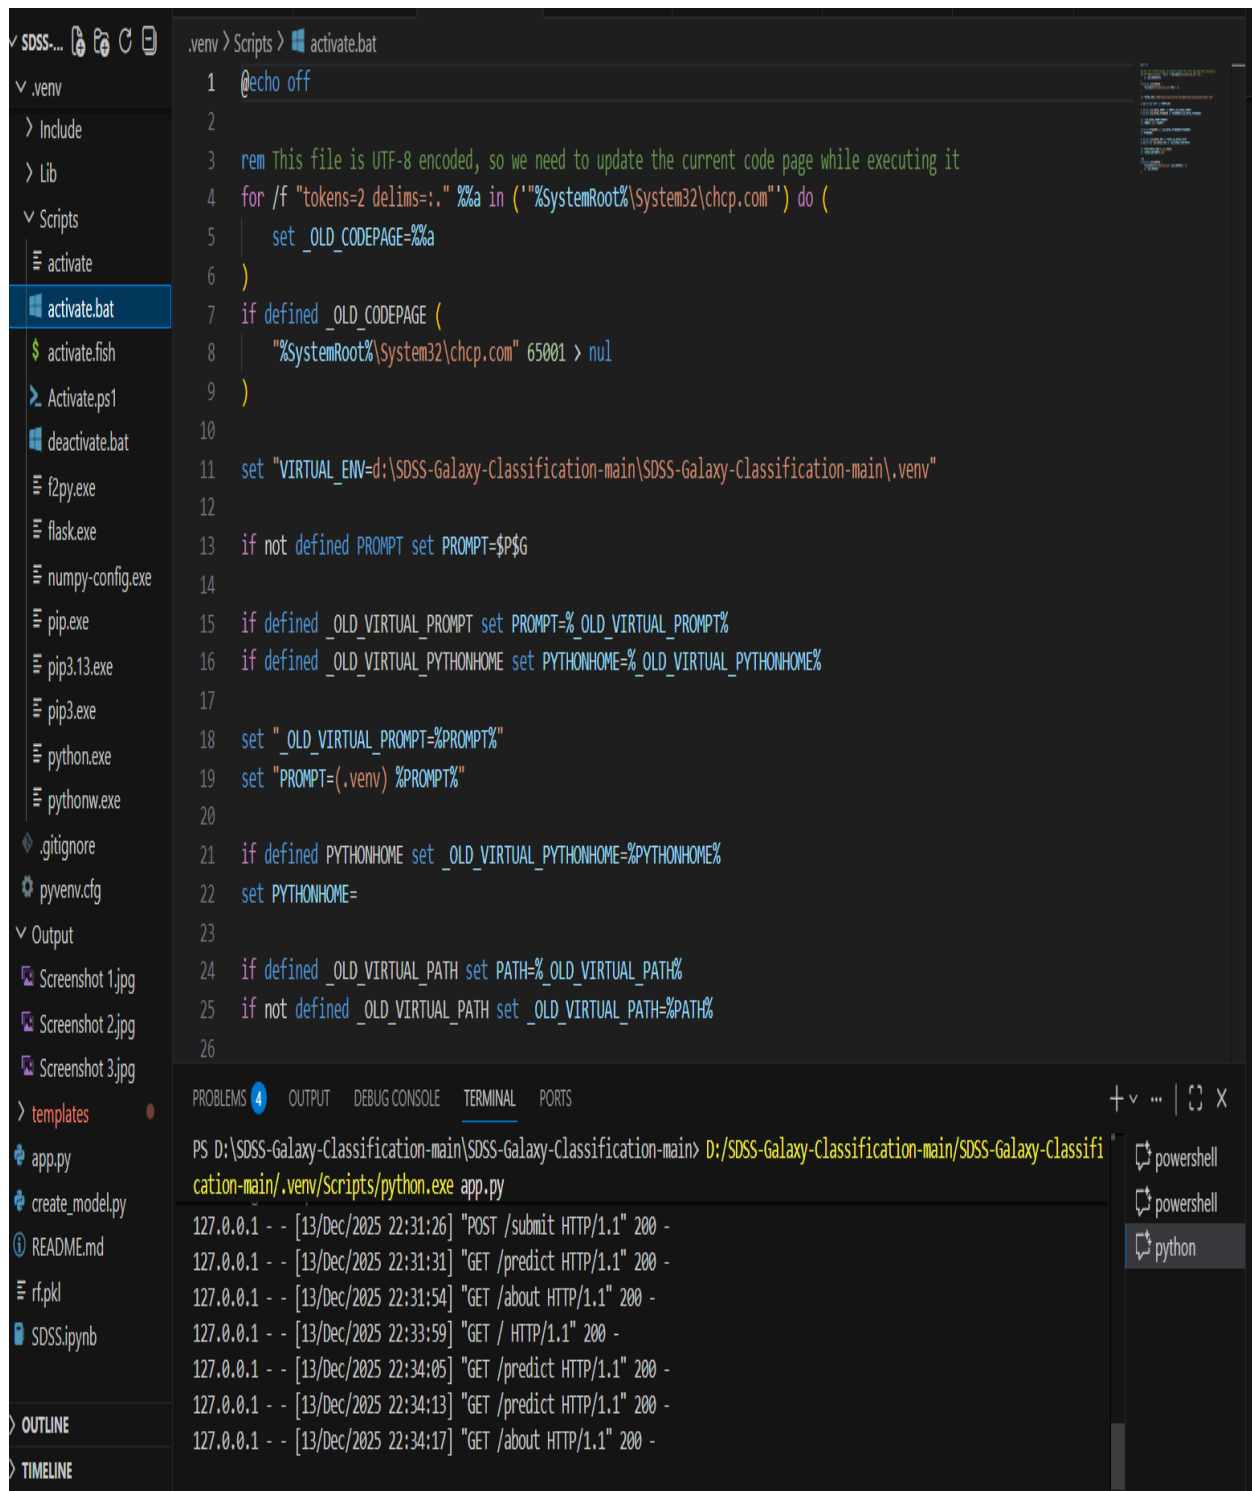 SDSS-...
.venv
Include
Lib
Scripts
activate
activate.bat
activate.fish
Activate.ps1
deactivate.bat
f2py.exe
flask.exe
numpy-config.exe
pip.exe
pip3.13.exe
pip3.exe
python.exe
pythonw.exe
.gitignore
pyvenv.cfg
Output
Screenshot 1.jpg
Screenshot 2.jpg
Screenshot 3.jpg
templates
app.py
create_model.py
README.md
rf.pkl
SDSS.ipynb
OUTLINE
TIMELINE
.venv > Scripts > activate.bat
1 @echo off
2
3 rem This file is UTF-8 encoded, so we need to update the current code page while executing it
4 for /f "tokens=2 delims=:." %%a in ('"%SystemRoot%\System32\chcp.com"') do (
5 set _OLD_CODEPAGE=%%a
6 )
7 if defined _OLD_CODEPAGE (
8 "%SystemRoot%\System32\chcp.com" 65001 > nul
9 )
10
11 set "VIRTUAL_ENV=d:\SDSS-Galaxy-Classification-main\SDSS-Galaxy-Classification-main\.venv"
12
13 if not defined PROMPT set PROMPT=$P$G
14
15 if defined _OLD_VIRTUAL_PROMPT set PROMPT=%_OLD_VIRTUAL_PROMPT%
16 if defined _OLD_VIRTUAL_PYTHONHOME set PYTHONHOME=%_OLD_VIRTUAL_PYTHONHOME%
17
18 set "_OLD_VIRTUAL_PROMPT=%PROMPT%"
19 set "PROMPT=(.venv) %PROMPT%"
20
21 if defined PYTHONHOME set _OLD_VIRTUAL_PYTHONHOME=%PYTHONHOME%
22 set PYTHONHOME=
23
24 if defined _OLD_VIRTUAL_PATH set PATH=%_OLD_VIRTUAL_PATH%
25 if not defined _OLD_VIRTUAL_PATH set _OLD_VIRTUAL_PATH=%PATH%
26
PROBLEMS 4 OUTPUT DEBUG CONSOLE TERMINAL PORTS
PS D:\SDSS-Galaxy-Classification-main\SDSS-Galaxy-Classification-main> D:/SDSS-Galaxy-Classification-main/SDSS-Galaxy-Classifi
cation-main/.venv/Scripts/python.exe app.py
127.0.0.1 - - [13/Dec/2025 22:31:26] "POST /submit HTTP/1.1" 200 -
127.0.0.1 - - [13/Dec/2025 22:31:31] "GET /predict HTTP/1.1" 200 -
127.0.0.1 - - [13/Dec/2025 22:31:54] "GET /about HTTP/1.1" 200 -
127.0.0.1 - - [13/Dec/2025 22:33:59] "GET / HTTP/1.1" 200 -
127.0.0.1 - - [13/Dec/2025 22:34:05] "GET /predict HTTP/1.1" 200 -
127.0.0.1 - - [13/Dec/2025 22:34:13] "GET /predict HTTP/1.1" 200 -
127.0.0.1 - - [13/Dec/2025 22:34:17] "GET /about HTTP/1.1" 200 -
powershell
powershell
python